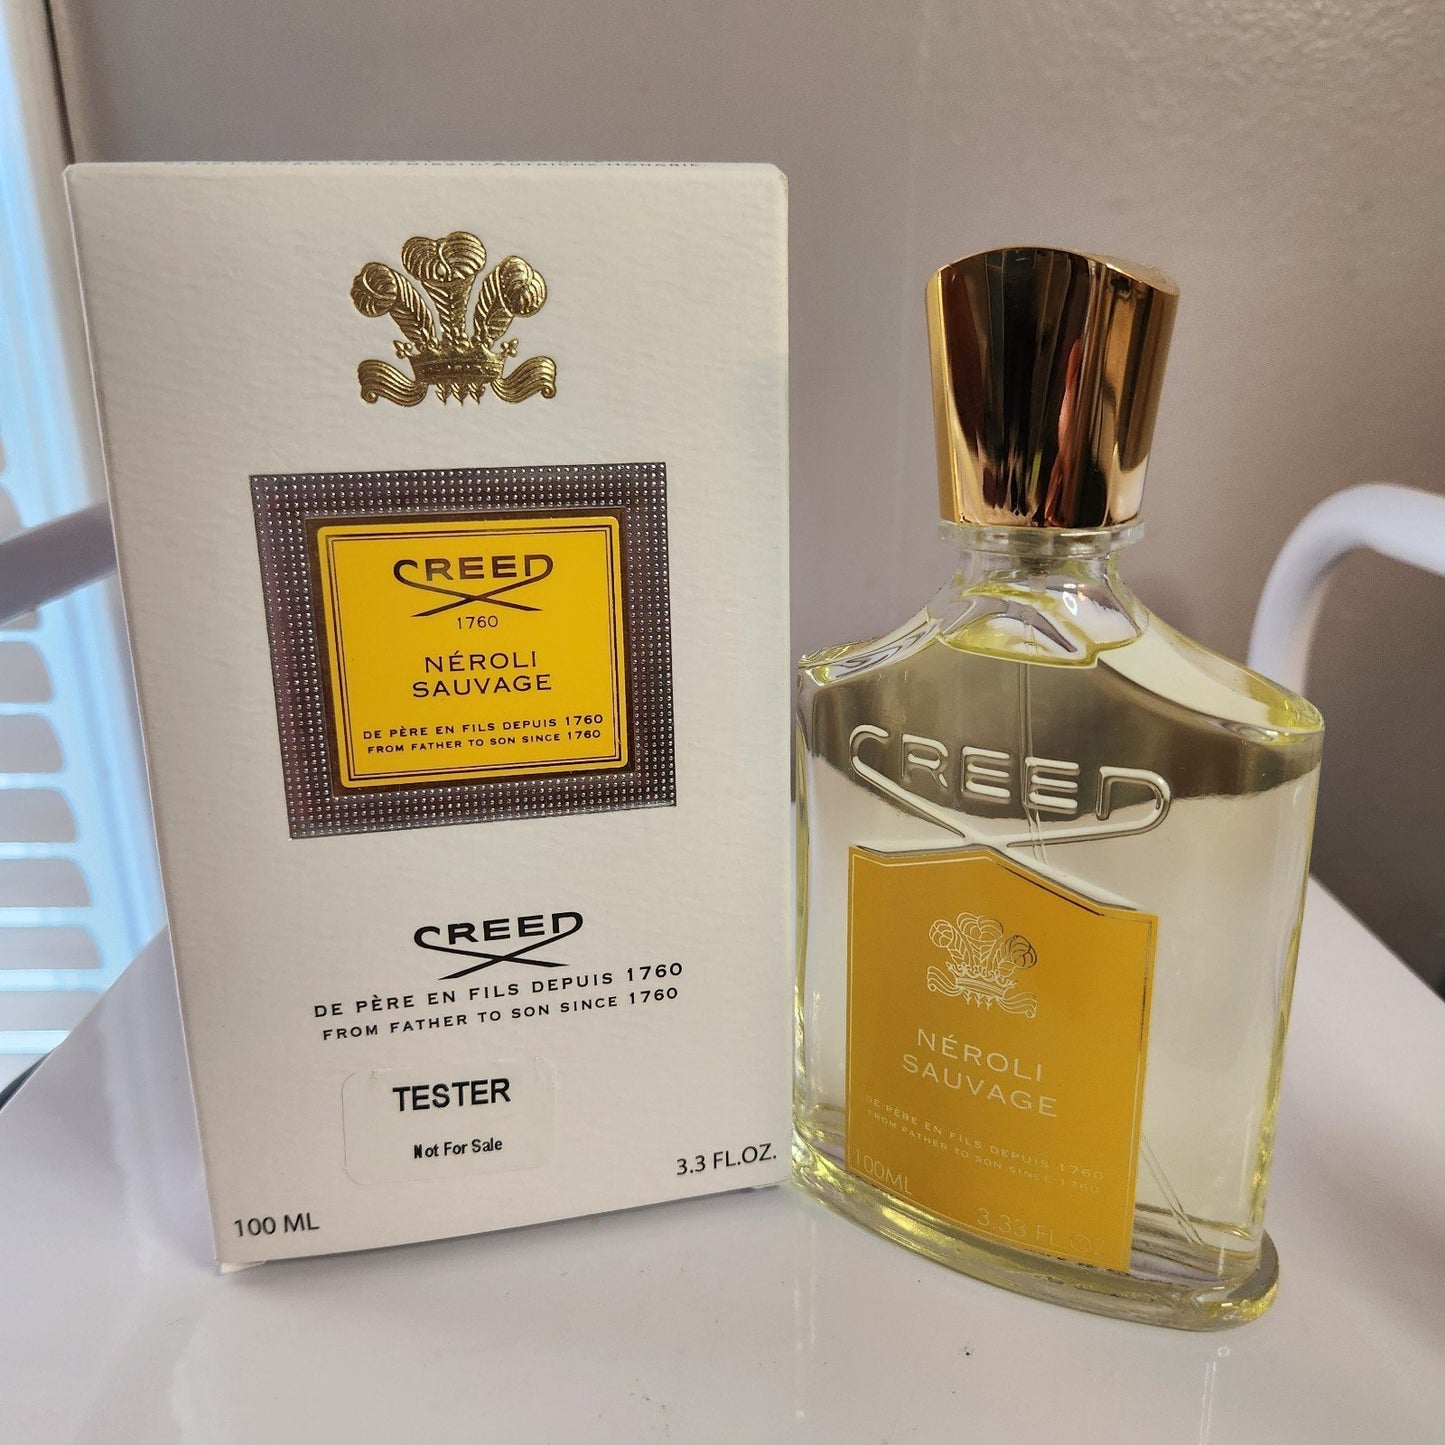 CREED
1760
NÉROLI
SAUVAGE
DE PÈRE EN FILS DEPUIS 1760
FROM FATHER TO SON SINCE 1760
CREED
DE PÈRE EN FILS DEPUIS 1760
FROM FATHER TO SON SINCE 1760
TESTER
Not For Sale
3.3 FL.OZ.
100 ML
CREED
NÉROLI
SAUVAGE
DE PÈRE EN FILS DEPUIS 1760
FROM FATHER TO SON SINCE 1760
100ML
3.33 FL.OZ